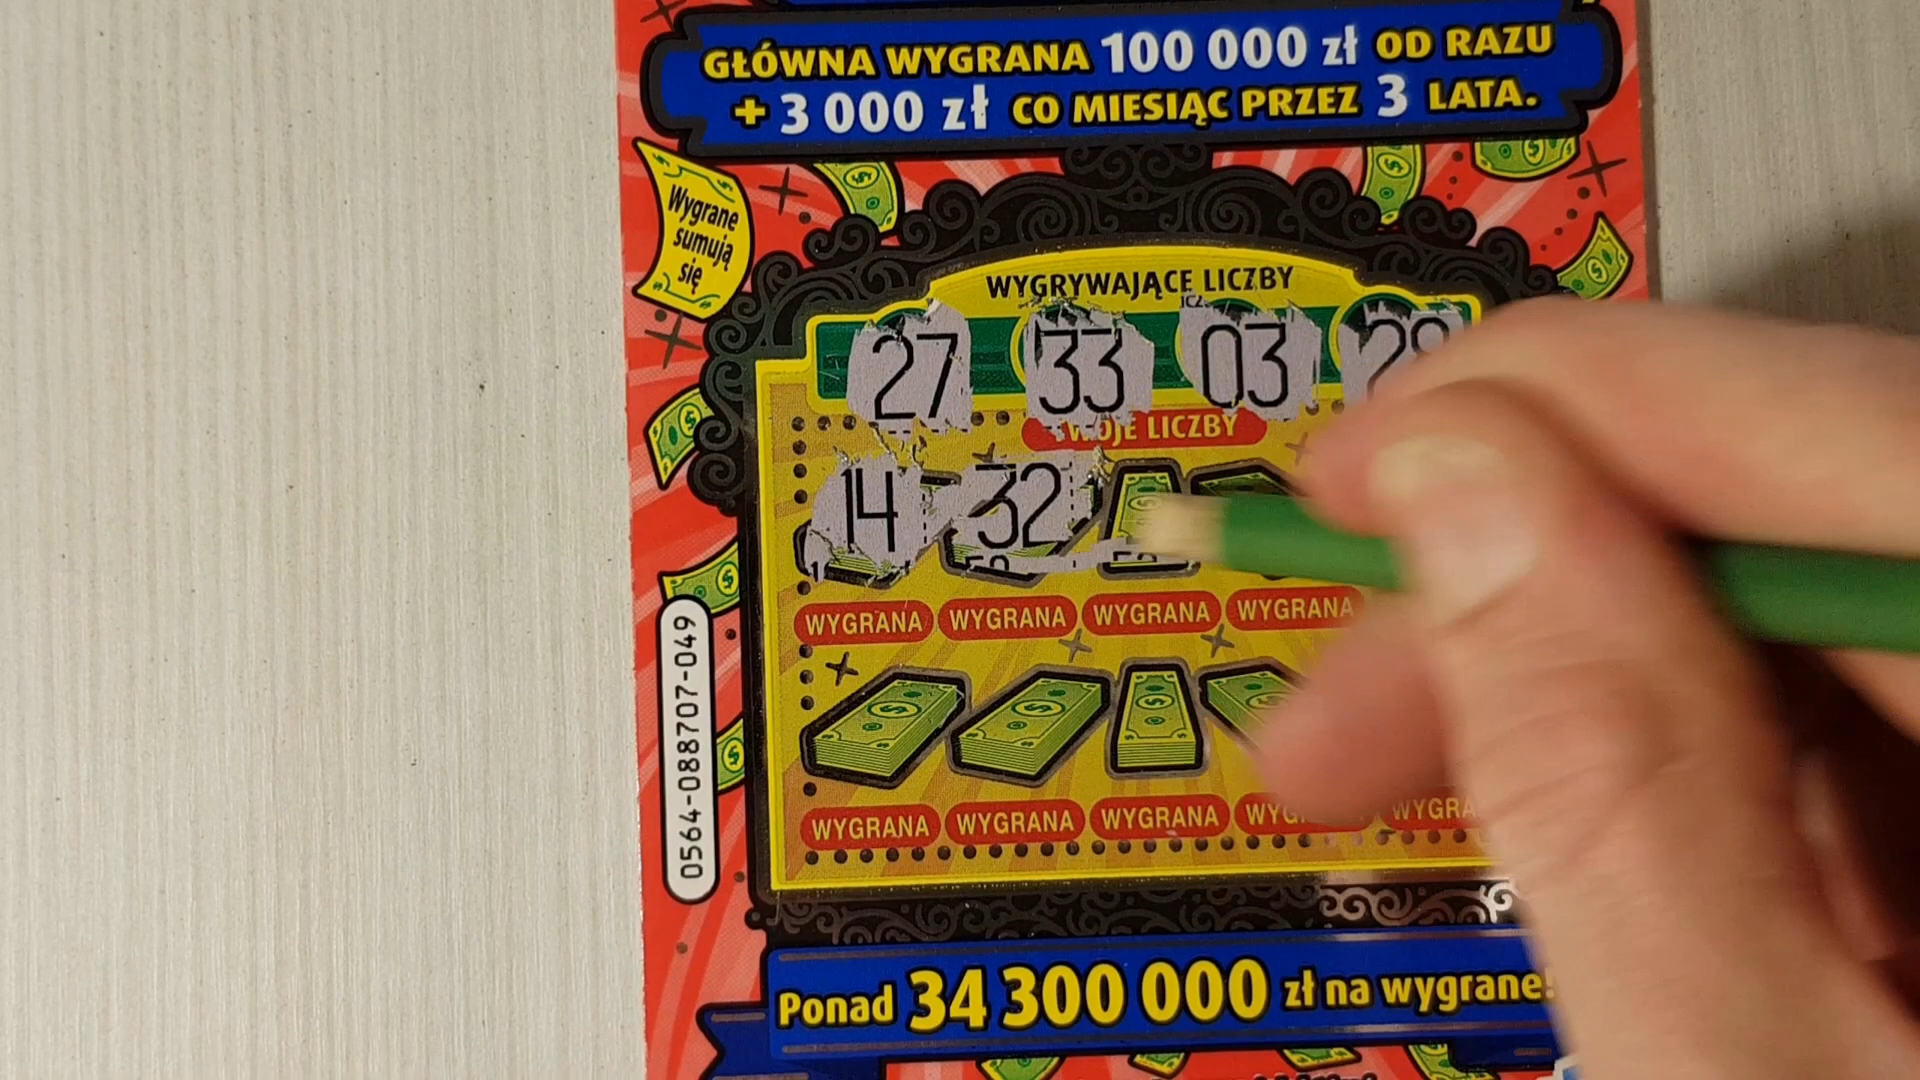 GŁÓWNA WYGRANA 100 000 zł OD RAZU
+ 3 000 zł CO MIESIĄC PRZEZ 3 LATA.
Wygrane
sumują
się
WYGRYWAJĄCE LICZBY
27 33 03
TWOJE LICZBY
14 32
WYGRANA WYGRANA WYGRANA WYGRANA
WYGRANA WYGRANA WYGRANA
0564-088707-049
Ponad 34 300 000 zł na wygrane!